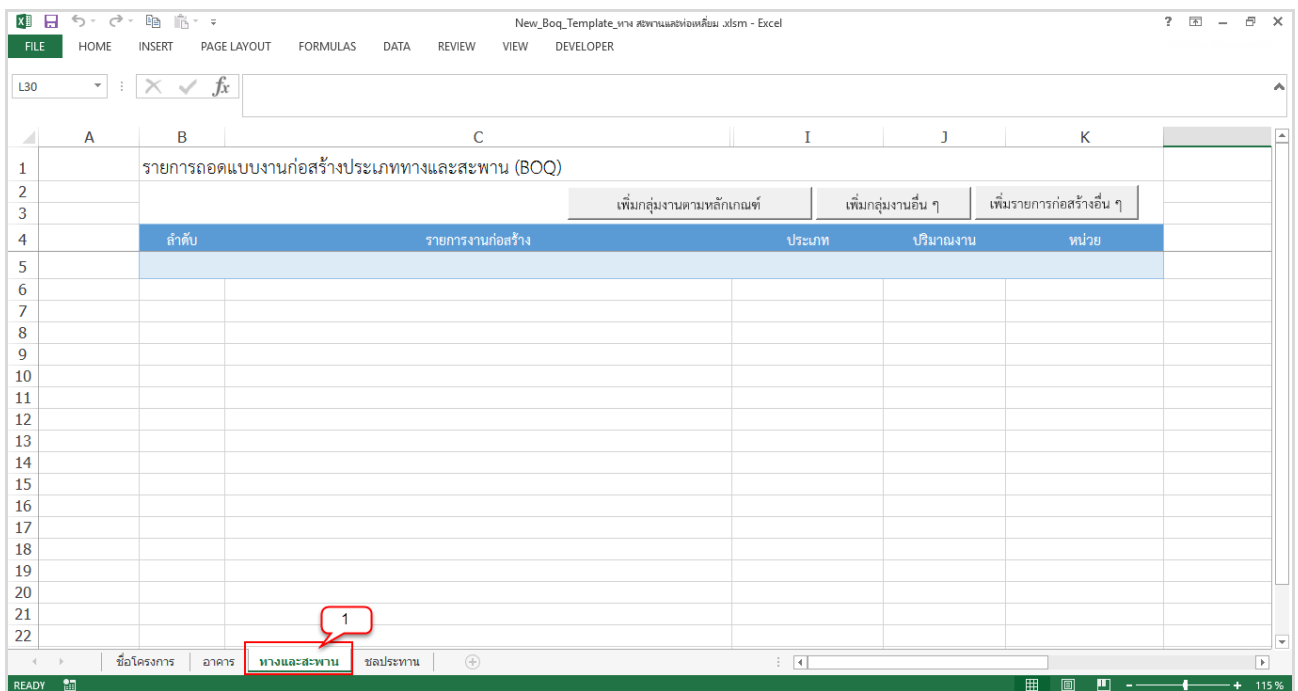 New_Boq_Template_ทาง สะพานและท่อเหลี่ยม .xlsm - Excel
FILE HOME INSERT PAGE LAYOUT FORMULAS DATA REVIEW VIEW DEVELOPER
L30 fx
A B C I J K
1 รายการถอดแบบงานก่อสร้างประเภททางและสะพาน (BOQ)
2
เพิ่มกลุ่มงานตามหลักเกณฑ์ เพิ่มกลุ่มงานอื่น ๆ เพิ่มรายการก่อสร้างอื่น ๆ
3
4 ลำดับ รายการงานก่อสร้าง ประเภท ปริมาณงาน หน่วย
5
6
7
8
9
10
11
12
13
14
15
16
17
18
19
20
21
1
22
ชื่อโครงการ อาคาร ทางและสะพาน ชลประทาน
READY 115 %